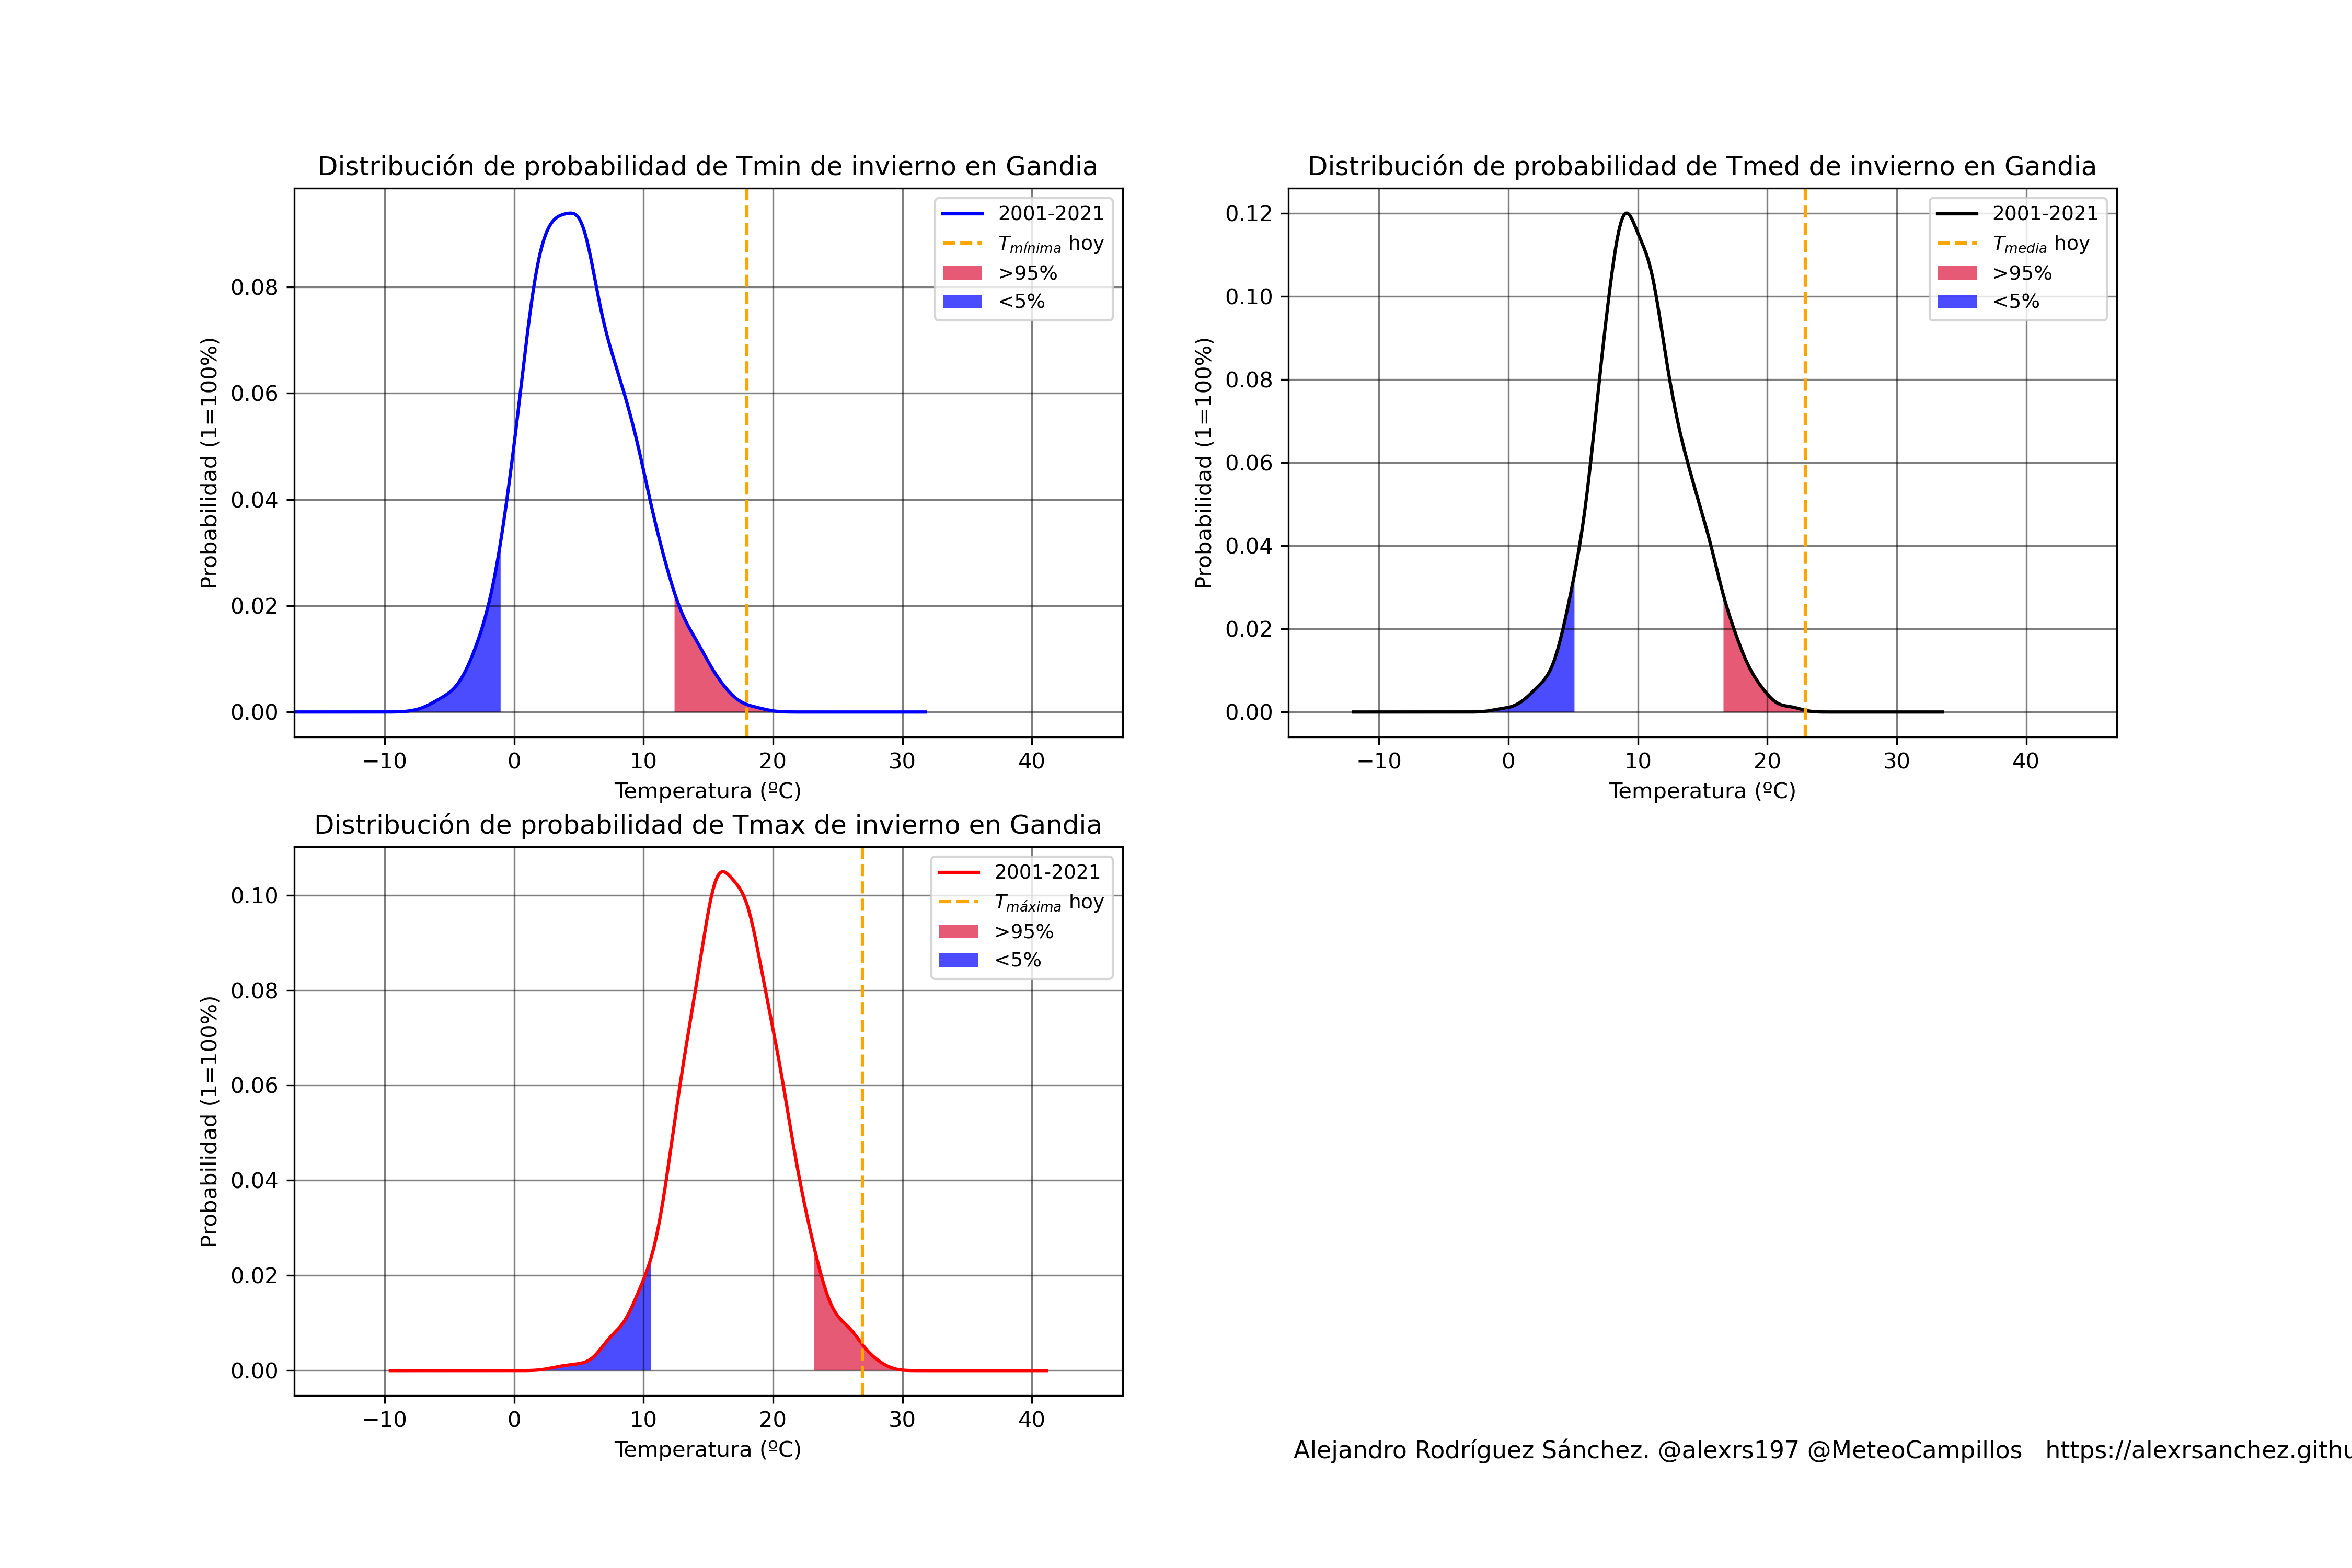 Distribución de probabilidad de Tmin de invierno en Gandia
Probabilidad (1=100%)
0.08
0.06
0.04
0.02
0.00
2001-2021
Tmínima hoy
>95%
<5%
−10 0 10 20 30 40
Temperatura (ºC)
Distribución de probabilidad de Tmed de invierno en Gandia
Probabilidad (1=100%)
0.12
0.10
0.08
0.06
0.04
0.02
0.00
2001-2021
Tmedia hoy
>95%
<5%
−10 0 10 20 30 40
Temperatura (ºC)
Distribución de probabilidad de Tmax de invierno en Gandia
Probabilidad (1=100%)
0.10
0.08
0.06
0.04
0.02
0.00
2001-2021
Tmáxima hoy
>95%
<5%
−10 0 10 20 30 40
Temperatura (ºC)
Alejandro Rodríguez Sánchez. @alexrs197 @MeteoCampillos https://alexrsanchez.githu